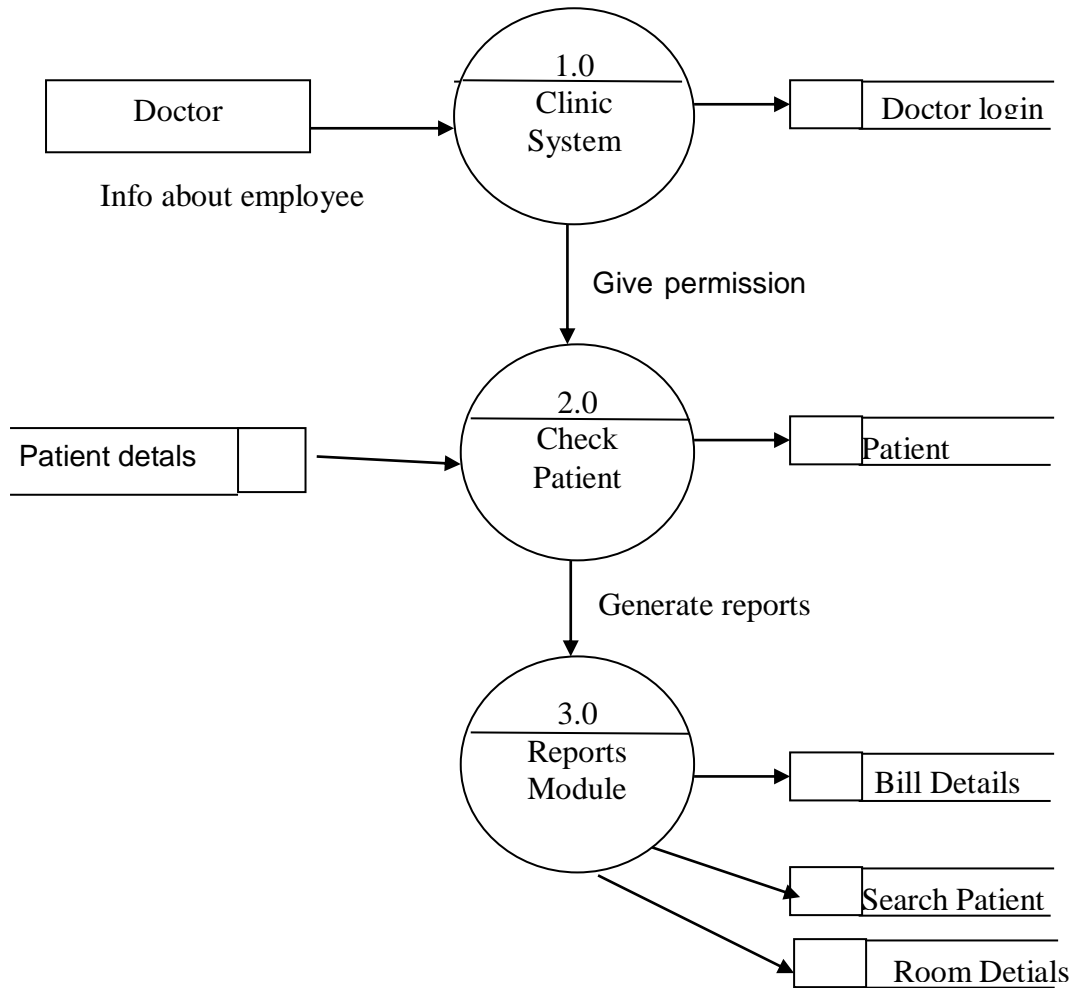 1.0
Doctor
Clinic
System
Doctor login
Info about employee
Give permission
2.0
Patient detals
Check
Patient
Patient
Generate reports
3.0
Reports
Module
Bill Details
Search Patient
Room Detials